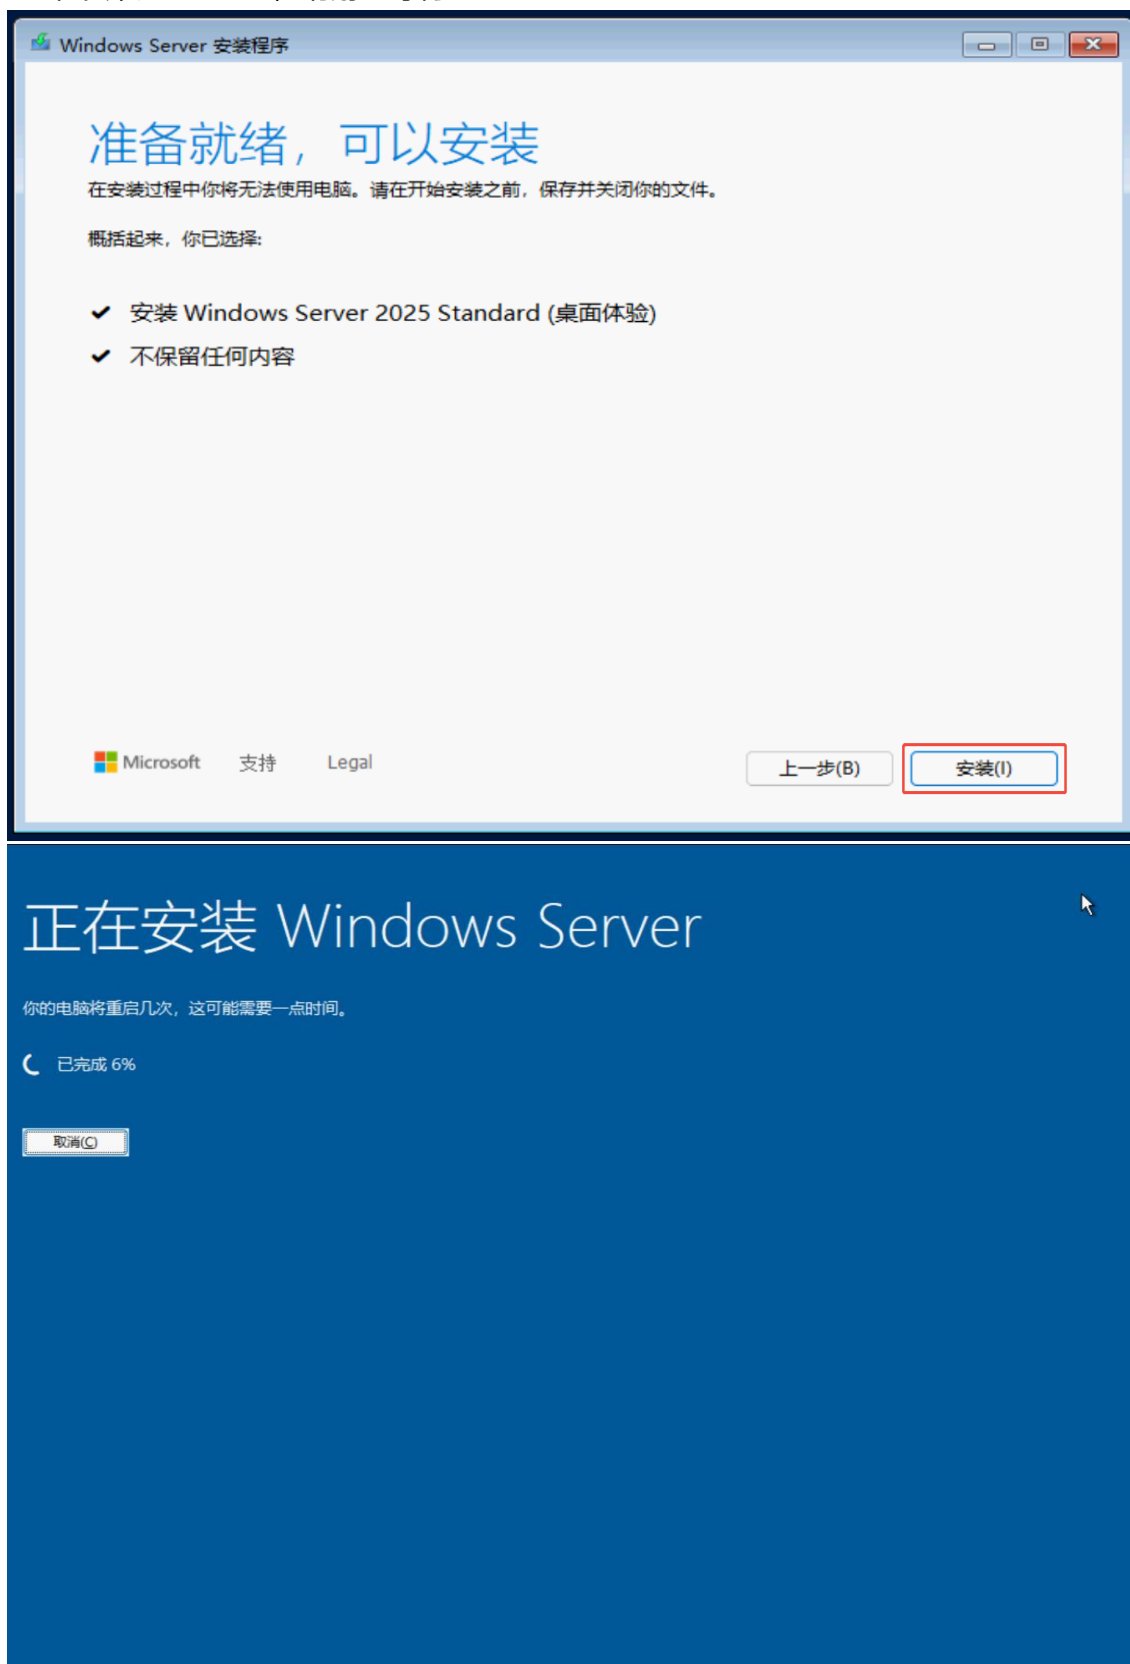 Windows Server 安装程序
准备就绪，可以安装
在安装过程中你将无法使用电脑。请在开始安装之前，保存并关闭你的文件。
概括起来，你已选择:
安装 Windows Server 2025 Standard (桌面体验)
不保留任何内容
Microsoft 支持 Legal 上一步(B) 安装(I)
正在安装 Windows Server
你的电脑将重启几次，这可能需要一点时间。
已完成 6%
取消(C)